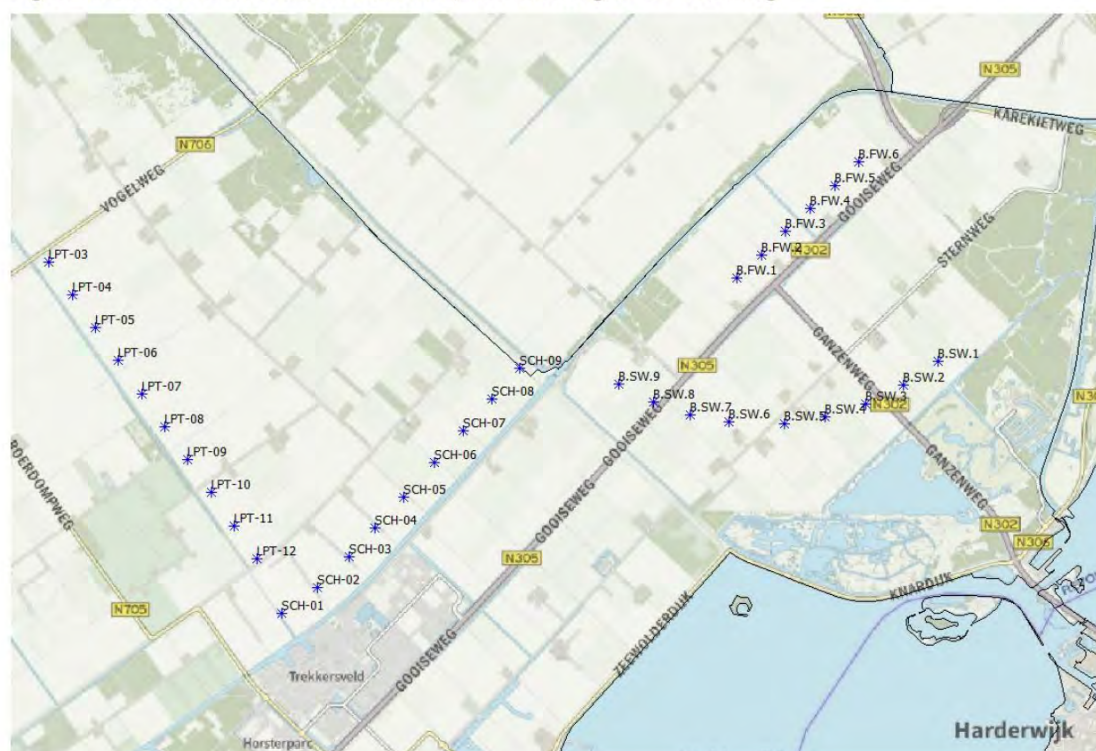 N305
KAREKIETWEG
N706
VOGELWEG
B.FW.6
B.FW.5
B.FW.4
B.FW.3
B.FW.2
B.FW.1
GOOISEWEG
N302
STERNWEG
LPT-03
LPT-04
LPT-05
LPT-06
LPT-07
LPT-08
LPT-09
LPT-10
LPT-11
LPT-12
SCH-09
SCH-08
SCH-07
SCH-06
SCH-05
SCH-04
SCH-03
SCH-02
SCH-01
B.SW.9
B.SW.8
B.SW.7
B.SW.6
B.SW.5
B.SW.4
B.SW.3
B.SW.2
B.SW.1
N305
N302
GANZENWEG
GANZENWEG
GOOISEWEG
GOOISEWEG
GOOISEWEG
N305
N302
N306
KNARDIJK
ZEEWOLDERDIJK
N705
Trekkersveld
Horsterparc
Harderwijk